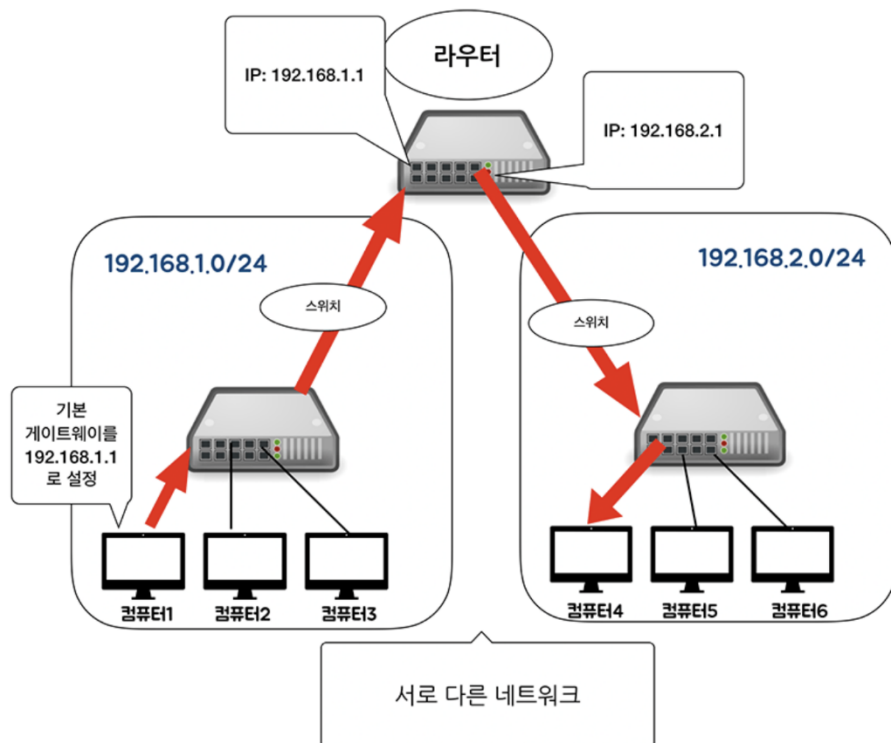 라우터
IP: 192.168.1.1
IP: 192.168.2.1
192.168.1.0/24
스위치
기본
게이트웨이를
192.168.1.1
로 설정
컴퓨터1
컴퓨터2
컴퓨터3
192.168.2.0/24
스위치
컴퓨터4
컴퓨터5
컴퓨터6
서로 다른 네트워크